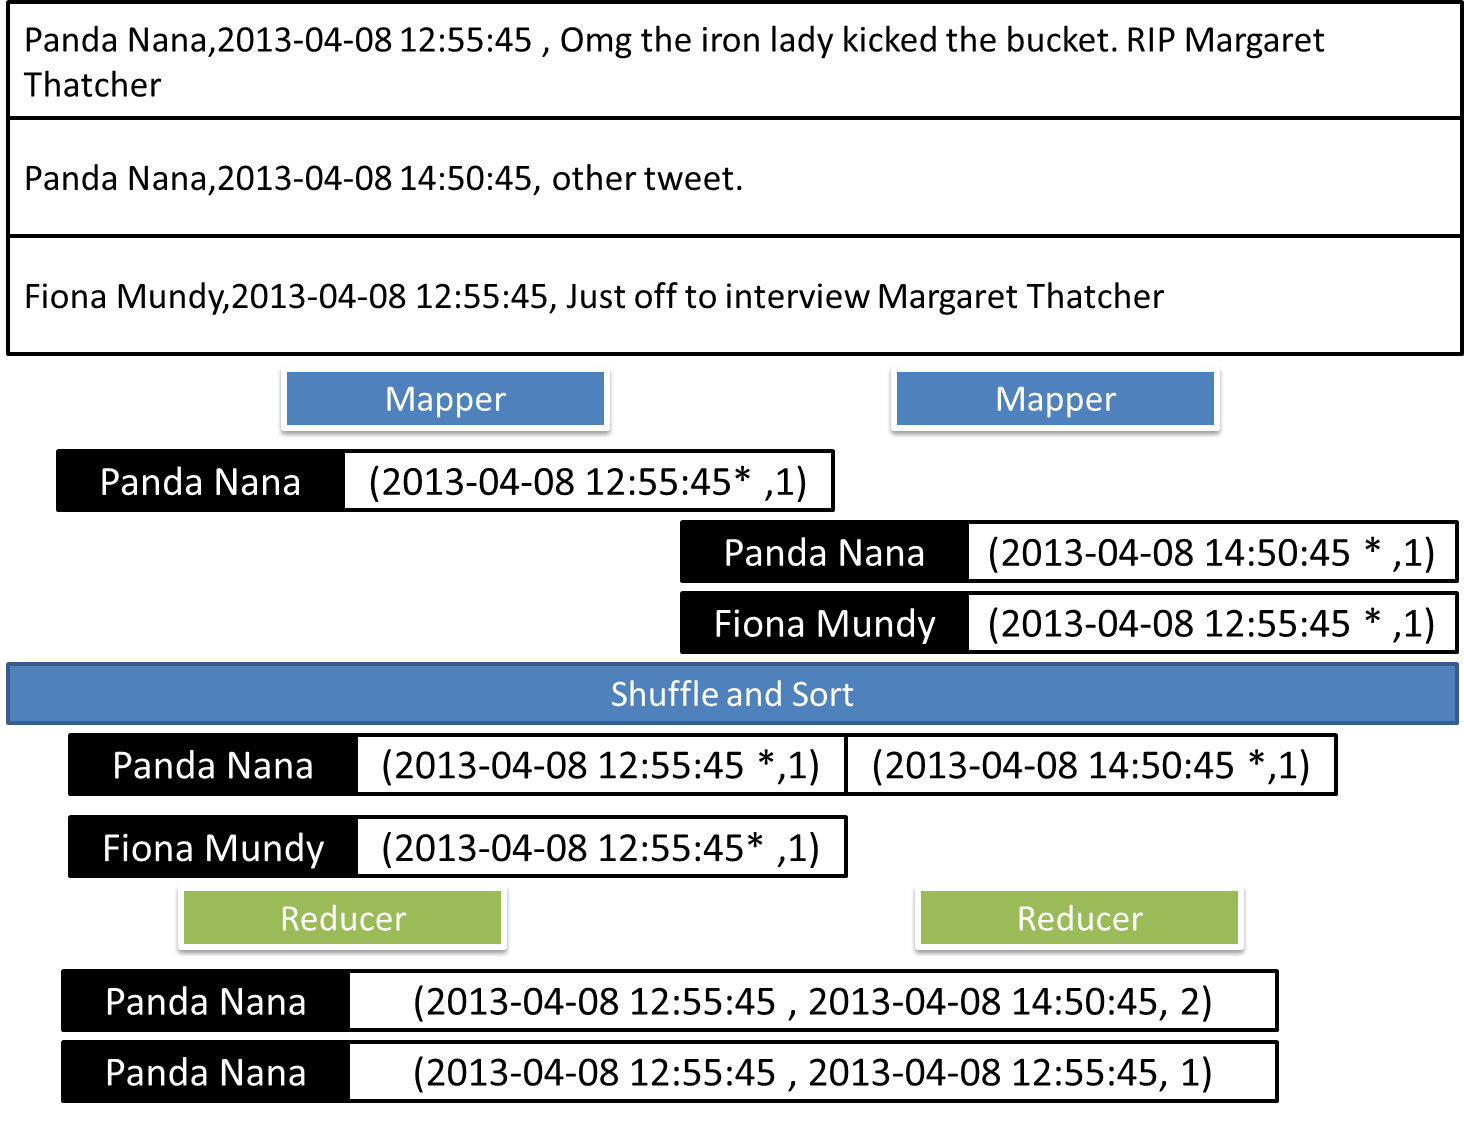 Panda Nana,2013-04-08 12:55:45 , Omg the iron lady kicked the bucket. RIP Margaret
Thatcher
Panda Nana,2013-04-08 14:50:45, other tweet.
Fiona Mundy,2013-04-08 12:55:45, Just off to interview Margaret Thatcher
Mapper
Mapper
Panda Nana (2013-04-08 12:55:45* ,1)
Panda Nana (2013-04-08 14:50:45 * ,1)
Fiona Mundy (2013-04-08 12:55:45 * ,1)
Shuffle and Sort
Panda Nana (2013-04-08 12:55:45 *,1) (2013-04-08 14:50:45 *,1)
Fiona Mundy (2013-04-08 12:55:45* ,1)
Reducer
Reducer
Panda Nana (2013-04-08 12:55:45 , 2013-04-08 14:50:45, 2)
Panda Nana (2013-04-08 12:55:45 , 2013-04-08 12:55:45, 1)